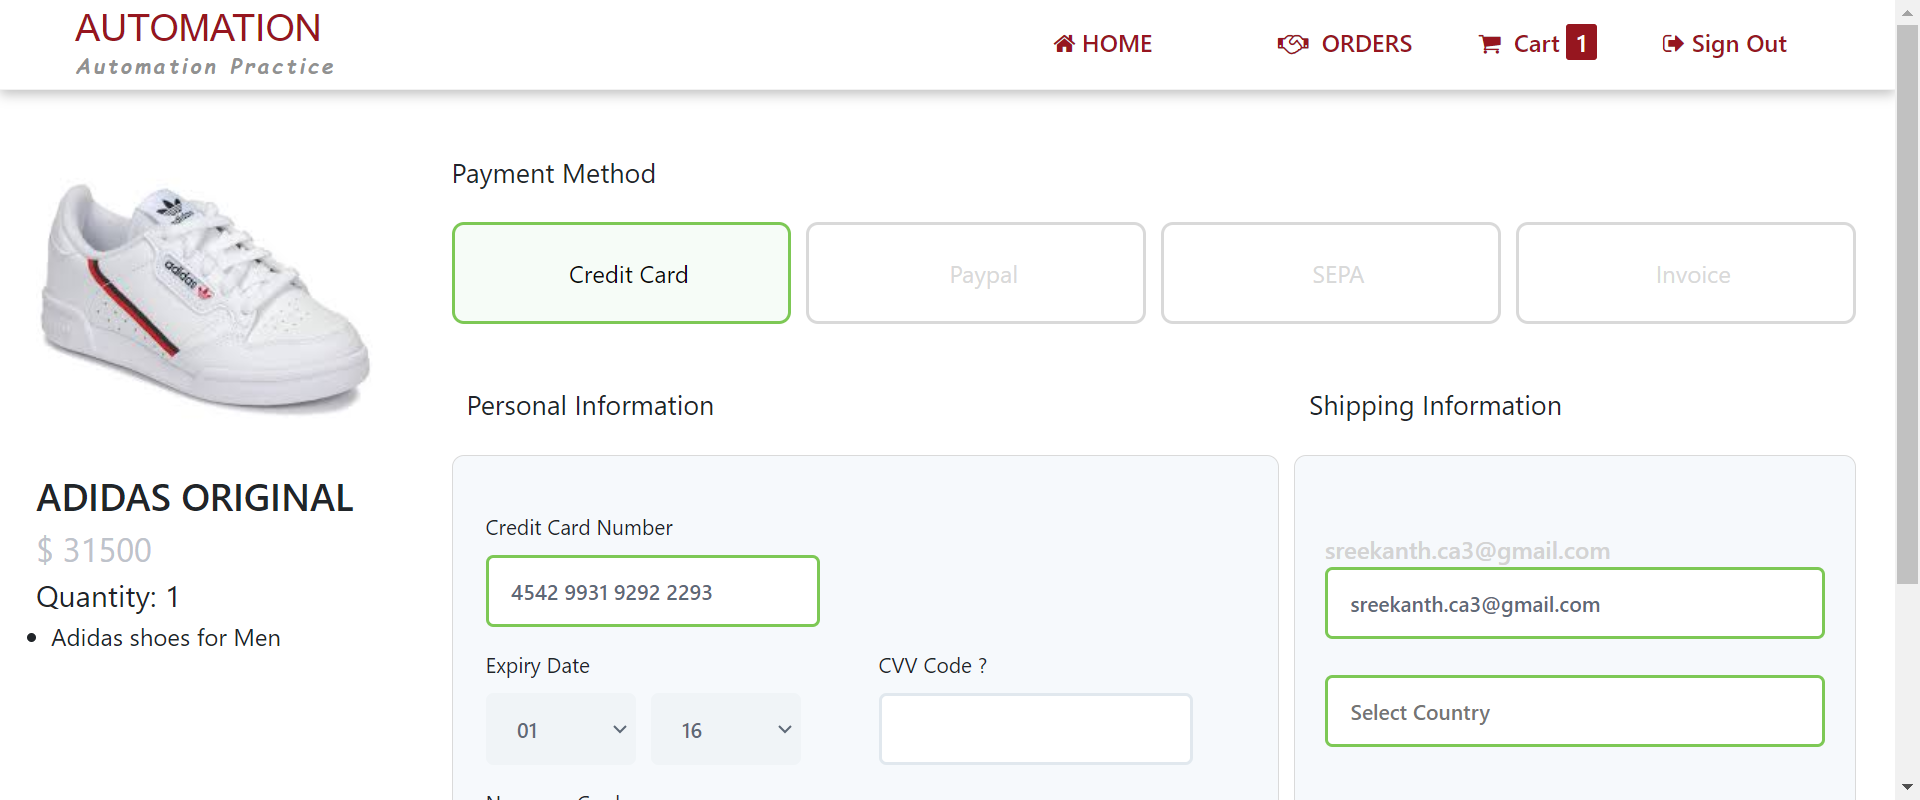 AUTOMATION
Automation Practice
HOME
ORDERS
Cart 1
Sign Out
adidas
adidas
Payment Method
Credit Card
Paypal
SEPA
Invoice
Personal Information
Shipping Information
ADIDAS ORIGINAL
$ 31500
Quantity: 1
Adidas shoes for Men
Credit Card Number
4542 9931 9292 2293
Expiry Date
CVV Code ?
01
16
sreekanth.ca3@gmail.com
sreekanth.ca3@gmail.com
Select Country